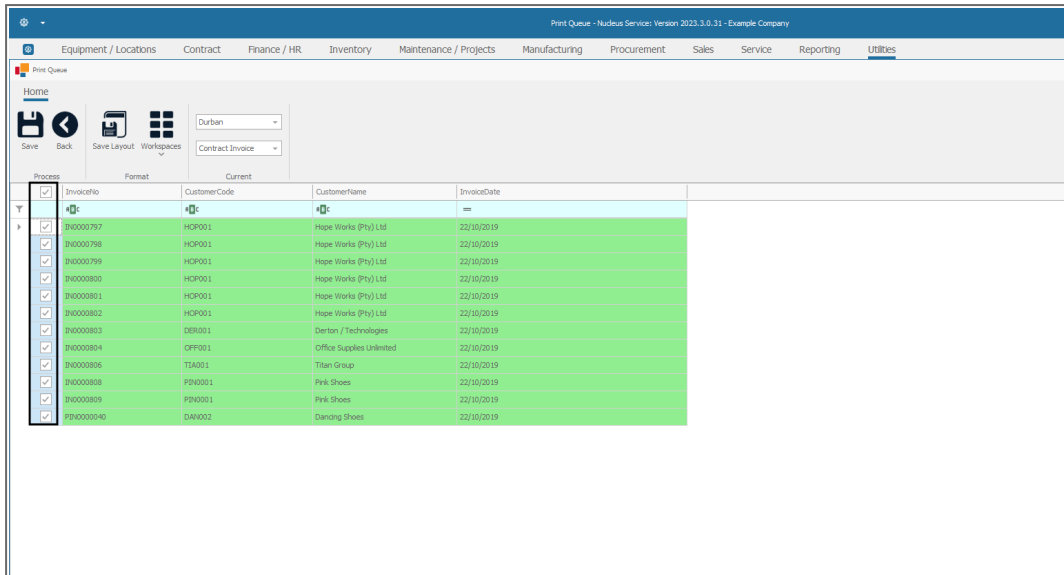 Print Queue - Nucleus Service: Version 2023.3.0.31 - Example Company
Equipment / Locations Contract Finance / HR Inventory Maintenance / Projects Manufacturing Procurement Sales Service Reporting Utilities
Print Queue
Home
Durban
Contract Invoice
Save Back Save Layout Workspaces
Process Format Current
InvoiceNo CustomerCode CustomerName InvoiceDate
IN0000797 HOP001 Hope Works (Pty) Ltd 22/10/2019
IN0000798 HOP001 Hope Works (Pty) Ltd 22/10/2019
IN0000799 HOP001 Hope Works (Pty) Ltd 22/10/2019
IN0000800 HOP001 Hope Works (Pty) Ltd 22/10/2019
IN0000801 HOP001 Hope Works (Pty) Ltd 22/10/2019
IN0000802 HOP001 Hope Works (Pty) Ltd 22/10/2019
IN0000803 DER001 Derton / Technologies 22/10/2019
IN0000804 OFF001 Office Supplies Unlimited 22/10/2019
IN0000806 TIA001 Titan Group 22/10/2019
IN0000808 PIN0001 Pink Shoes 22/10/2019
IN0000809 PIN0001 Pink Shoes 22/10/2019
PIN0000040 DAN002 Dancing Shoes 22/10/2019